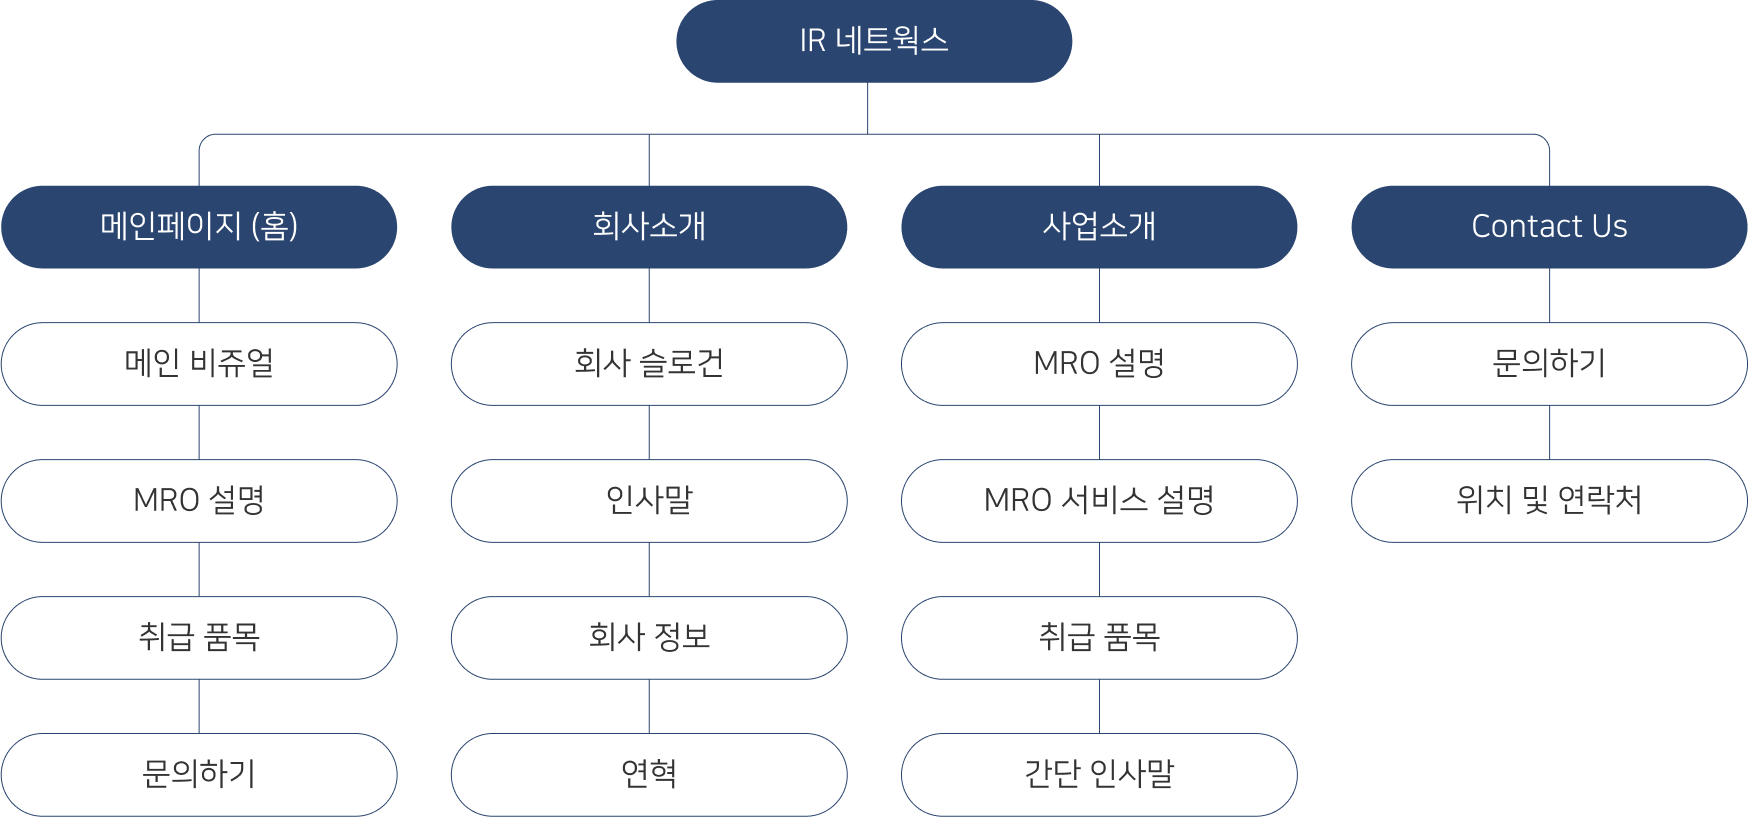 IR 네트웍스
메인페이지 (홈)
회사소개
사업소개
Contact Us
메인 비쥬얼
회사 슬로건
MRO 설명
문의하기
MRO 설명
인사말
MRO 서비스 설명
위치 및 연락처
취급 품목
회사 정보
취급 품목
문의하기
연혁
간단 인사말